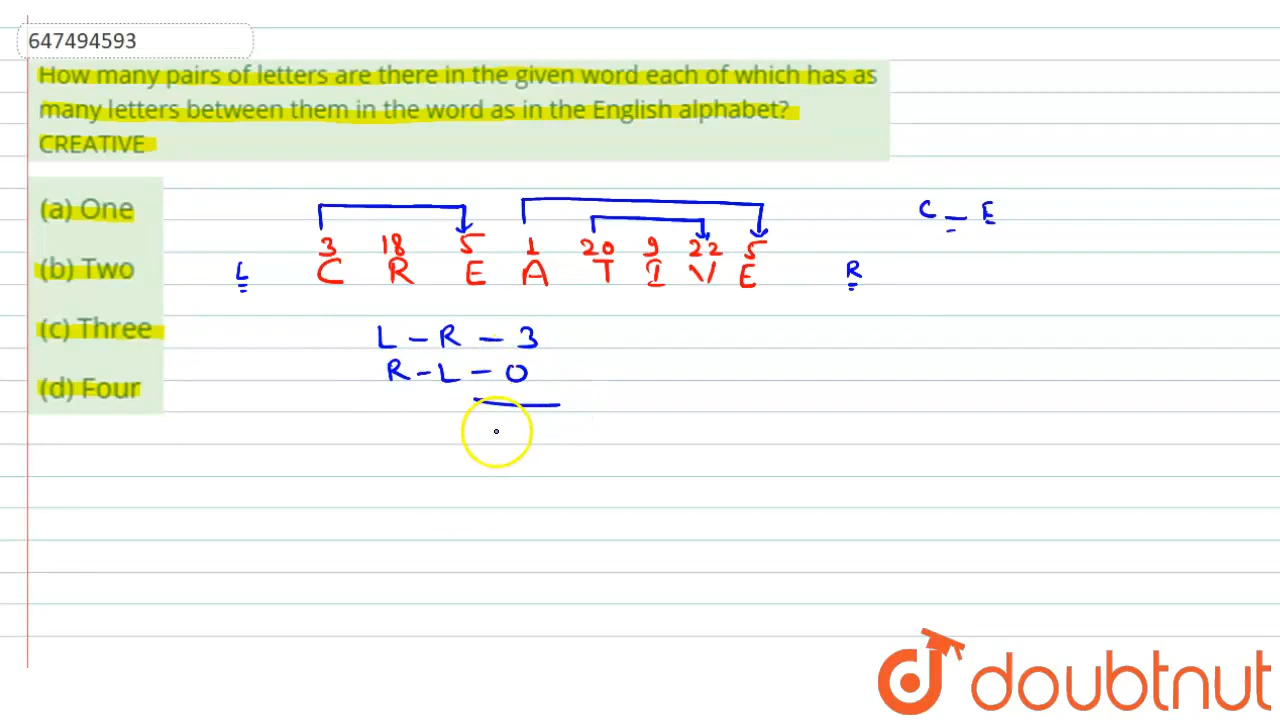 647494593
How many pairs of letters are there in the given word each of which has as
many letters between them in the word as in the English alphabet?
CREATIVE
(a) One
(b) Two
(c) Three
(d) Four
C — E
3 18 5 1 20 9 22 5
L C R E A T I V E R
L – R – 3
R – L – 0
doubtnut